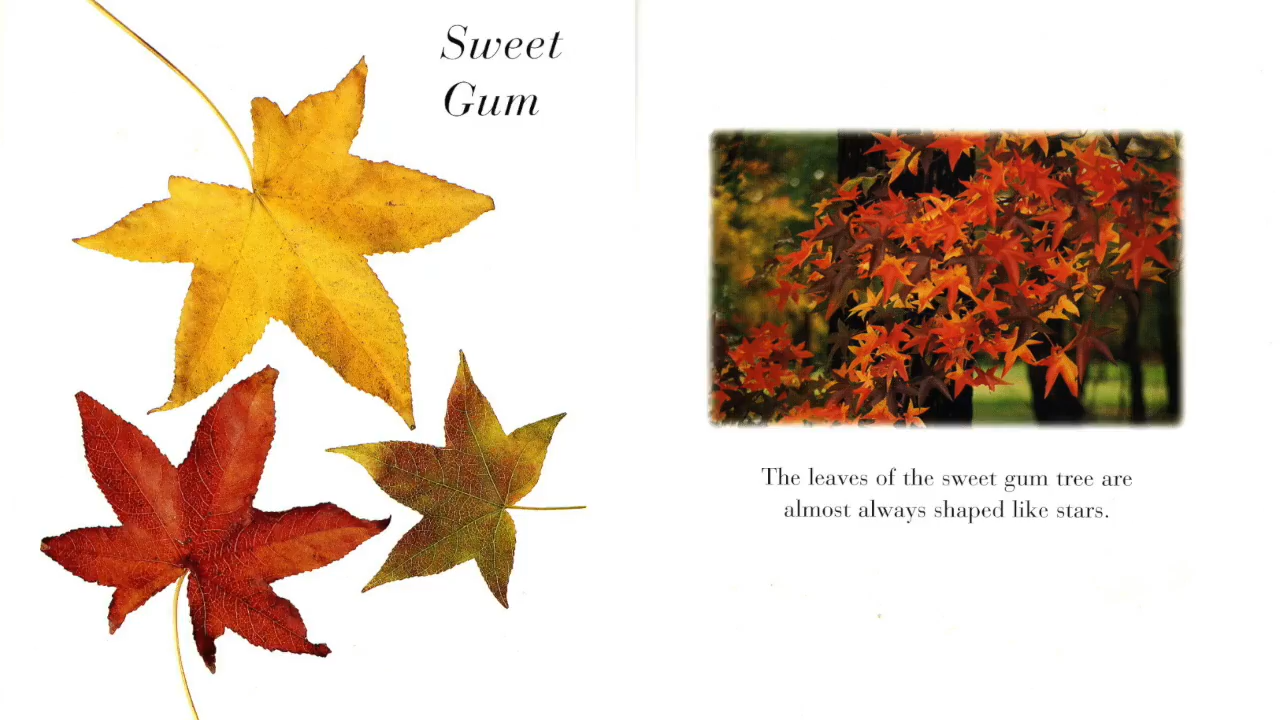 Sweet
Gum
The leaves of the sweet gum tree are
almost always shaped like stars.